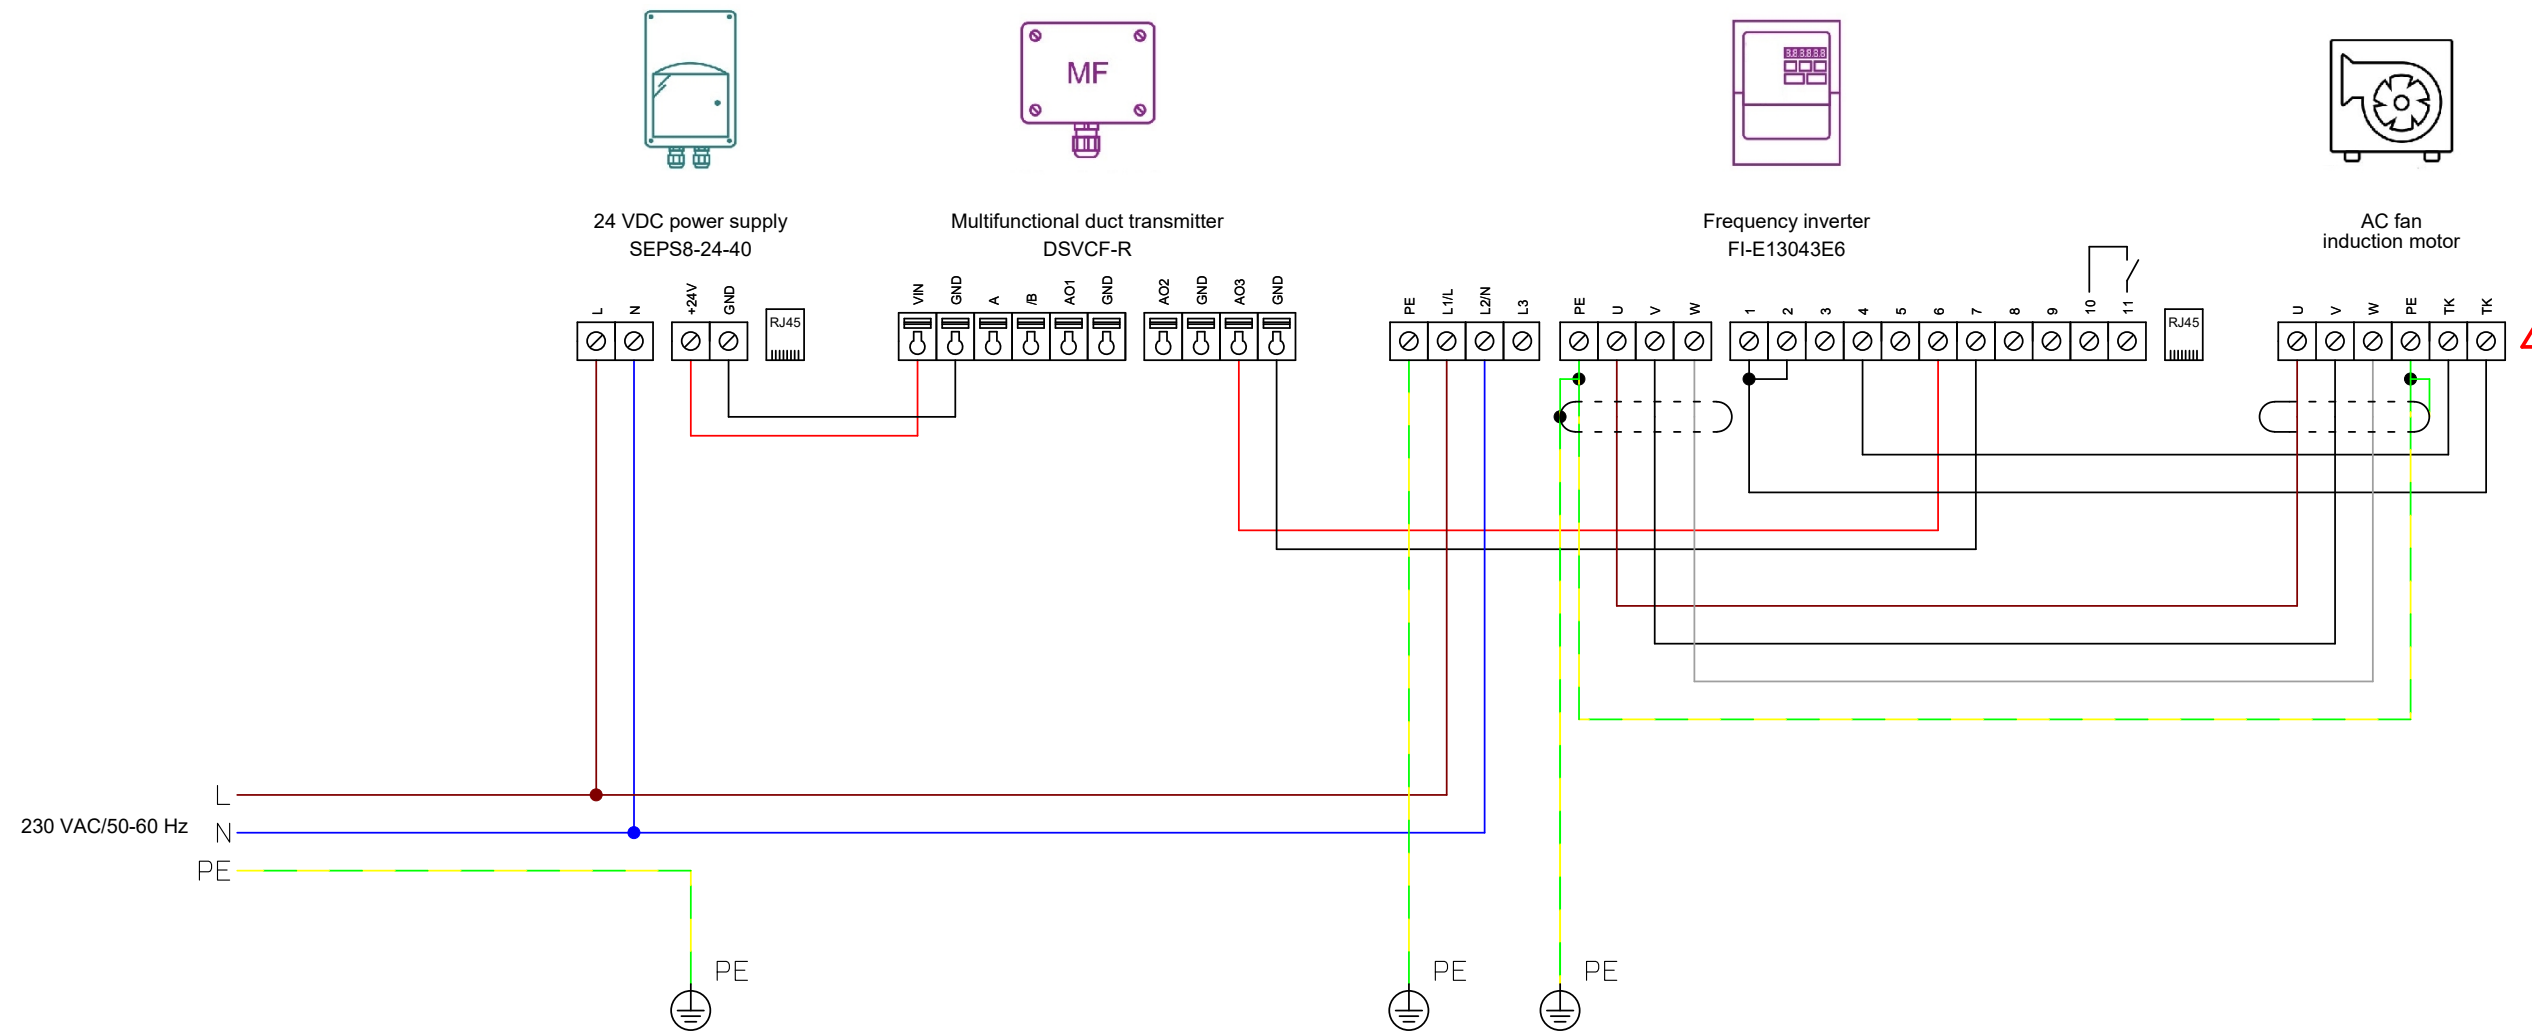 MF
888888
24 VDC power supply
SEPS8-24-40
Multifunctional duct transmitter
DSVCF-R
Frequency inverter
FI-E13043E6
AC fan
induction motor
L
N
+24V
GND
RJ45
VIN
GND
A
/B
AO1
GND
AO2
GND
AO3
GND
PE
L1/L
L2/N
L3
PE
U
V
W
1
2
3
4
5
6
7
8
9
10
11
RJ45
U
V
W
PE
TK
TK
L
230 VAC/50-60 Hz
N
PE
PE
PE
PE